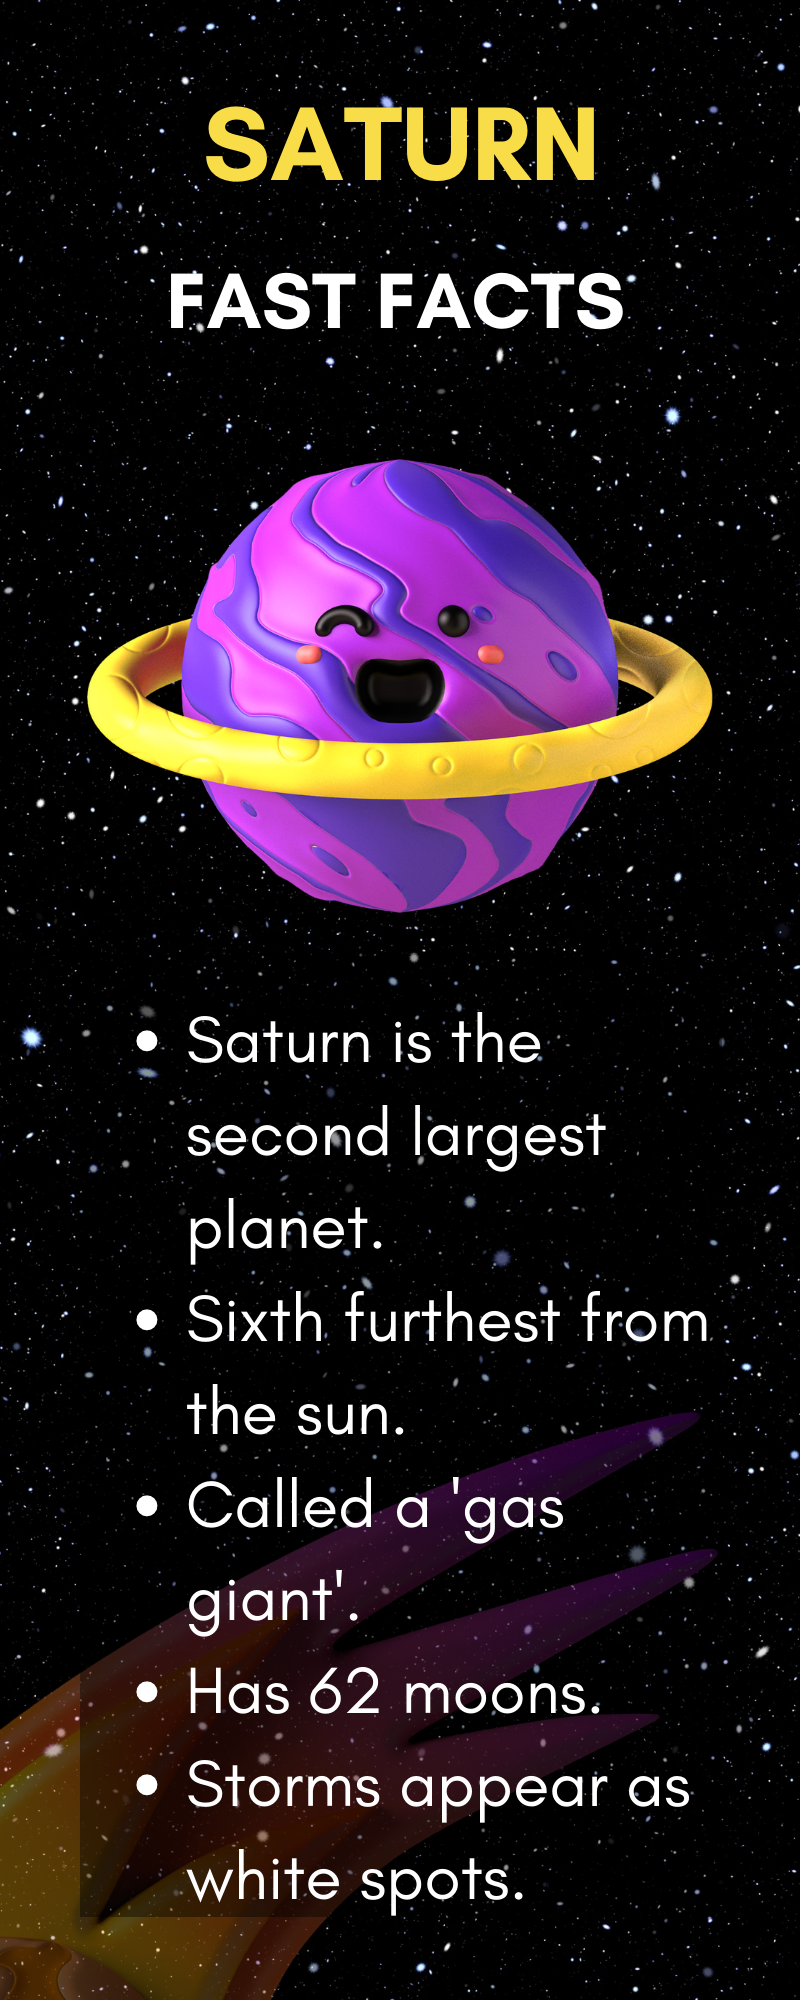 SATURN
FAST FACTS
• Saturn is the
second largest
planet.
• Sixth furthest from
the sun.
• Called a 'gas
giant'.
• Has 62 moons.
• Storms appear as
white spots.